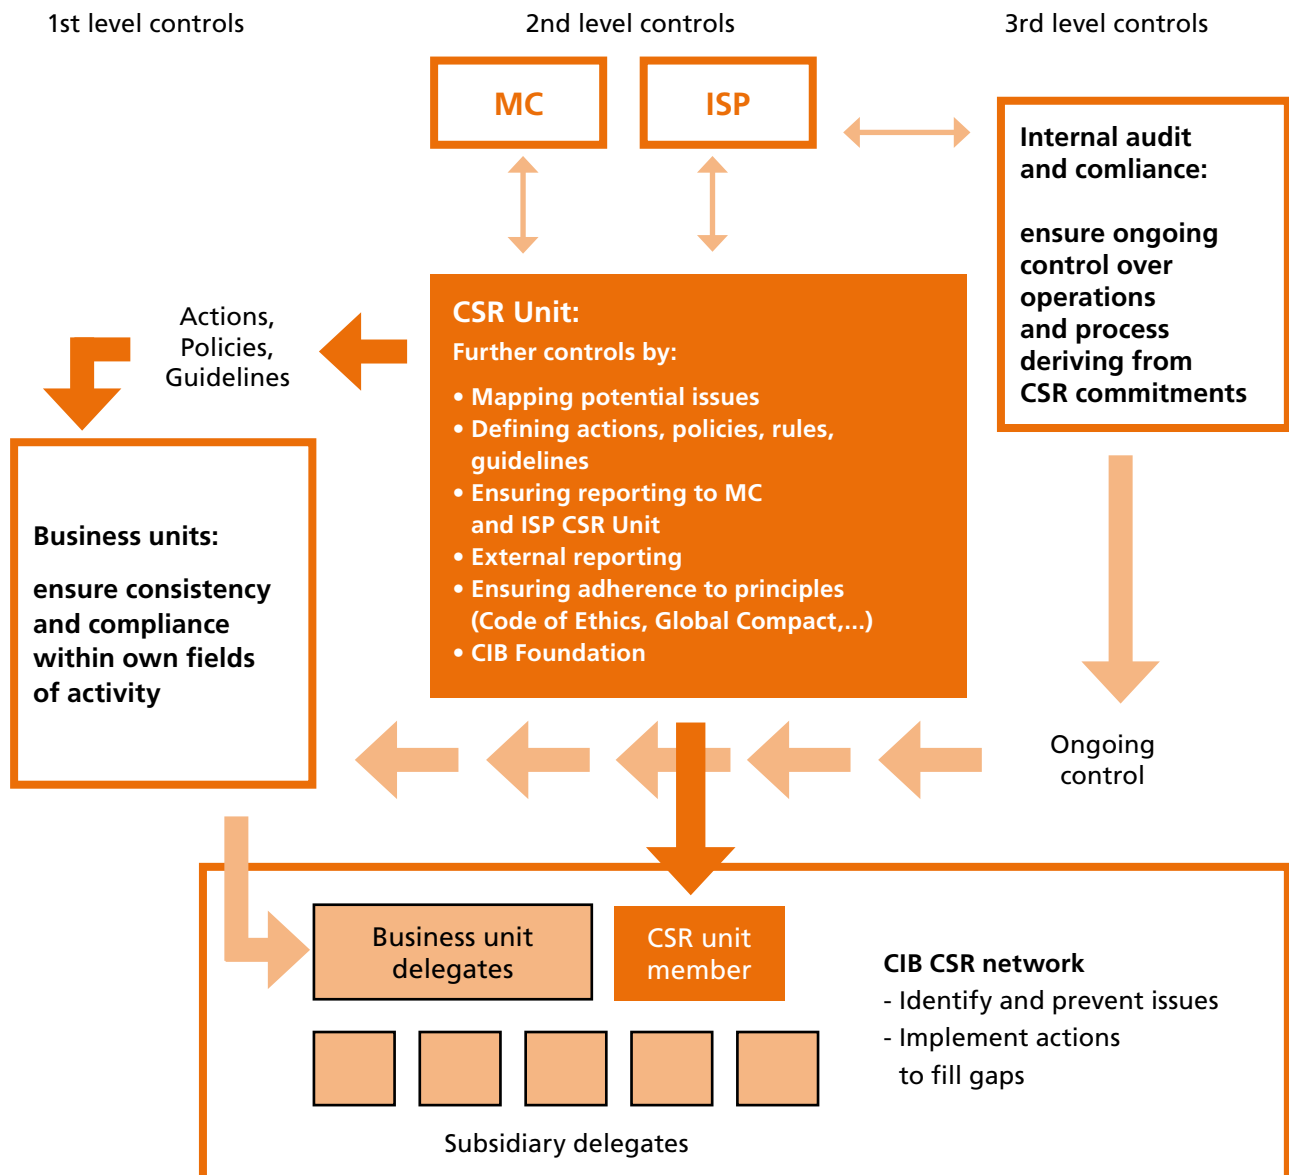 1st level controls
2nd level controls
3rd level controls
MC
ISP
Internal audit
and comliance:
ensure ongoing
control over
operations
and process
deriving from
CSR commitments
Actions,
Policies,
Guidelines
CSR Unit:
Further controls by:
• Mapping potential issues
• Defining actions, policies, rules,
guidelines
• Ensuring reporting to MC
and ISP CSR Unit
• External reporting
• Ensuring adherence to principles
(Code of Ethics, Global Compact,...)
• CIB Foundation
Business units:
ensure consistency
and compliance
within own fields
of activity
Ongoing
control
Business unit
delegates
CSR unit
member
CIB CSR network
- Identify and prevent issues
- Implement actions
to fill gaps
Subsidiary delegates